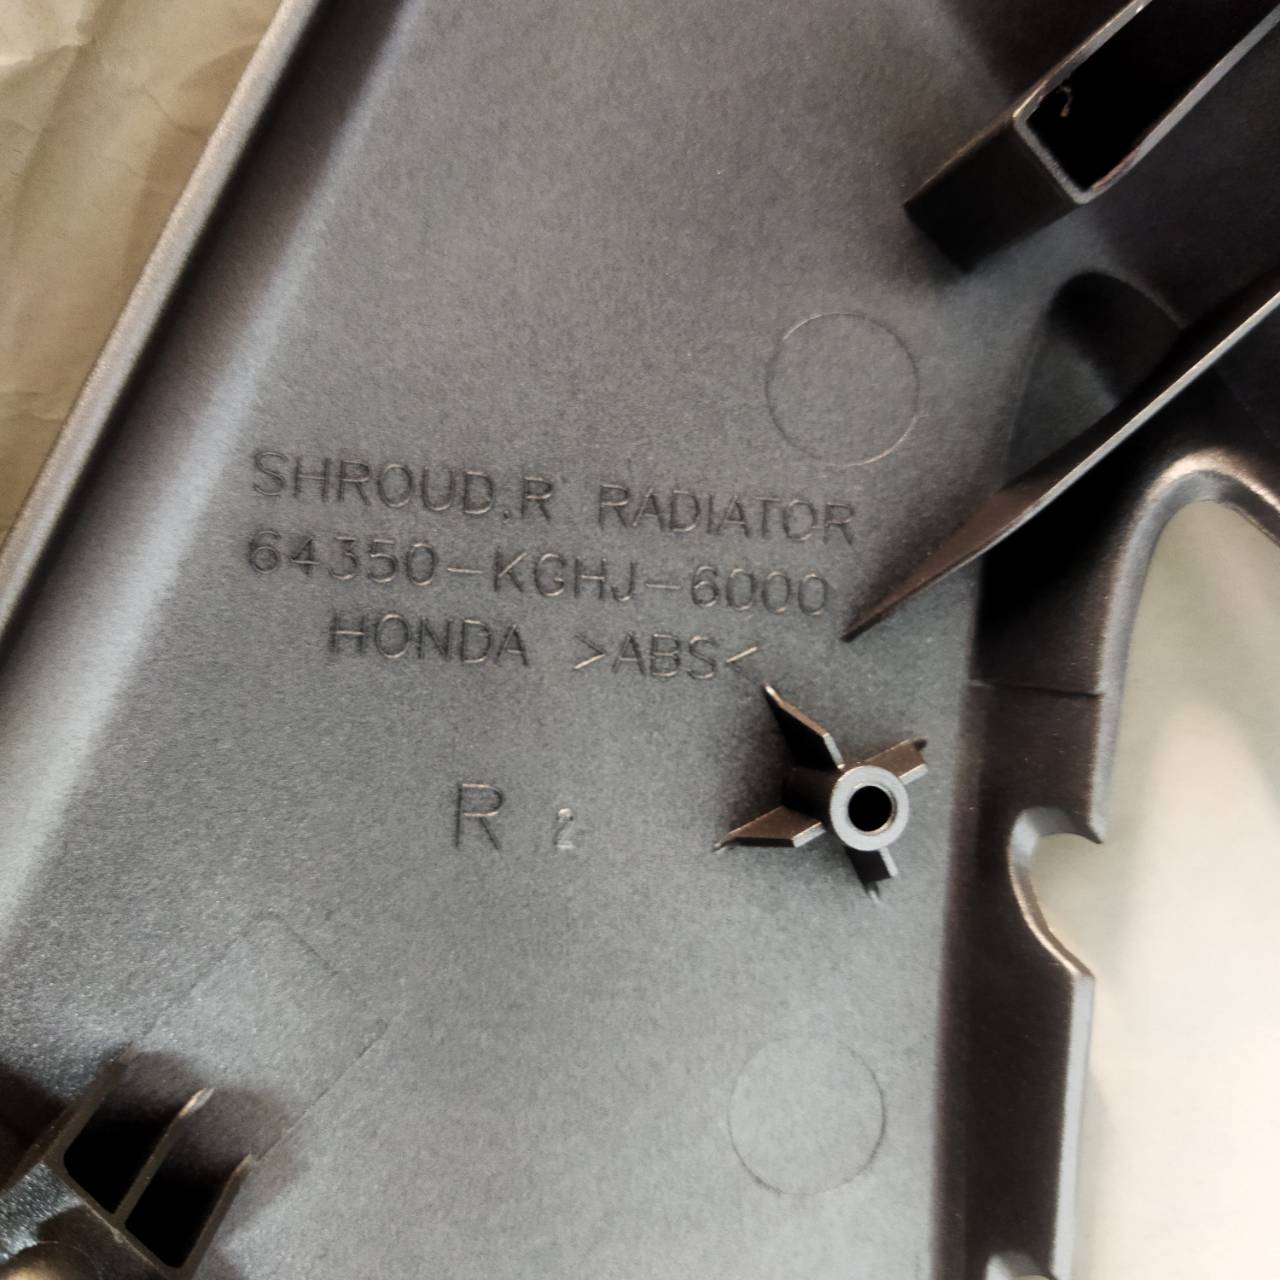 SHROUD,R RADIATOR
64350-KGHJ-6000
HONDA >ABS<
R 2